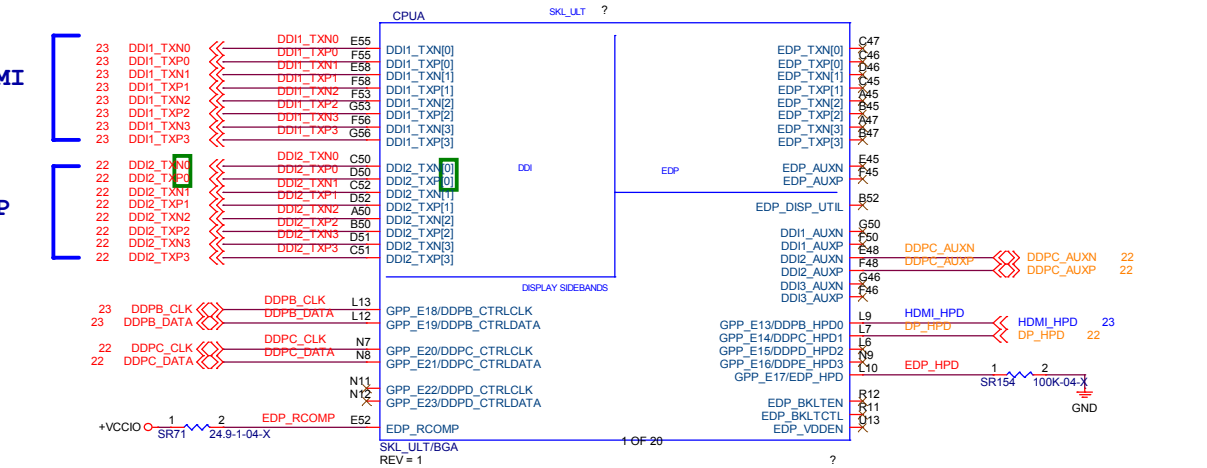 CPUA
SKL_ULT ?
MI
P
23 DDI1_TXN0 DDI1_TXN0 E55 DDI1_TXN[0]
23 DDI1_TXP0 DDI1_TXP0 F55 DDI1_TXP[0]
23 DDI1_TXN1 DDI1_TXN1 E58 DDI1_TXN[1]
23 DDI1_TXP1 DDI1_TXP1 F58 DDI1_TXP[1]
23 DDI1_TXN2 DDI1_TXN2 F53 DDI1_TXN[2]
23 DDI1_TXP2 DDI1_TXP2 G53 DDI1_TXP[2]
23 DDI1_TXN3 DDI1_TXN3 F56 DDI1_TXN[3]
23 DDI1_TXP3 DDI1_TXP3 G56 DDI1_TXP[3]
22 DDI2_TXN0 DDI2_TXN0 C50 DDI2_TXN[0]
22 DDI2_TXP0 DDI2_TXP0 D50 DDI2_TXP[0]
22 DDI2_TXN1 DDI2_TXN1 C52 DDI2_TXN[1]
22 DDI2_TXP1 DDI2_TXP1 D52 DDI2_TXP[1]
22 DDI2_TXN2 DDI2_TXN2 A50 DDI2_TXN[2]
22 DDI2_TXP2 DDI2_TXP2 B50 DDI2_TXP[2]
22 DDI2_TXN3 DDI2_TXN3 D51 DDI2_TXN[3]
22 DDI2_TXP3 DDI2_TXP3 C51 DDI2_TXP[3]
DDI
EDP
DISPLAY SIDEBANDS
23 DDPB_CLK DDPB_CLK L13 GPP_E18/DDPB_CTRLCLK
23 DDPB_DATA DDPB_DATA L12 GPP_E19/DDPB_CTRLDATA
22 DDPC_CLK DDPC_CLK N7 GPP_E20/DDPC_CTRLCLK
22 DDPC_DATA DDPC_DATA N8 GPP_E21/DDPC_CTRLDATA
N11 GPP_E22/DDPD_CTRLCLK
N12 GPP_E23/DDPD_CTRLDATA
+VCCIO 1 2 EDP_RCOMP E52 EDP_RCOMP
SR71 24.9-1-04-X
EDP_TXN[0] C47
EDP_TXP[0] C46
EDP_TXN[1] D46
EDP_TXP[1] C45
EDP_TXN[2] A45
EDP_TXP[2] B45
EDP_TXN[3] A47
EDP_TXP[3] B47
EDP_AUXN E45
EDP_AUXP F45
EDP_DISP_UTIL B52
DDI1_AUXN G50
DDI1_AUXP F50
DDI2_AUXN E48 DDPC_AUXN DDPC_AUXN 22
DDI2_AUXP F48 DDPC_AUXP DDPC_AUXP 22
DDI3_AUXN G46
DDI3_AUXP F46
GPP_E13/DDPB_HPD0 L9 HDMI_HPD HDMI_HPD 23
GPP_E14/DDPC_HPD1 L7 DP_HPD DP_HPD 22
GPP_E15/DDPD_HPD2 L6
GPP_E16/DDPE_HPD3 N9
GPP_E17/EDP_HPD L10 EDP_HPD 1 2
SR154 100K-04-X
GND
EDP_BKLTEN R12
EDP_BKLTCTL R11
EDP_VDDEN U13
1 OF 20
SKL_ULT/BGA
REV = 1 ?